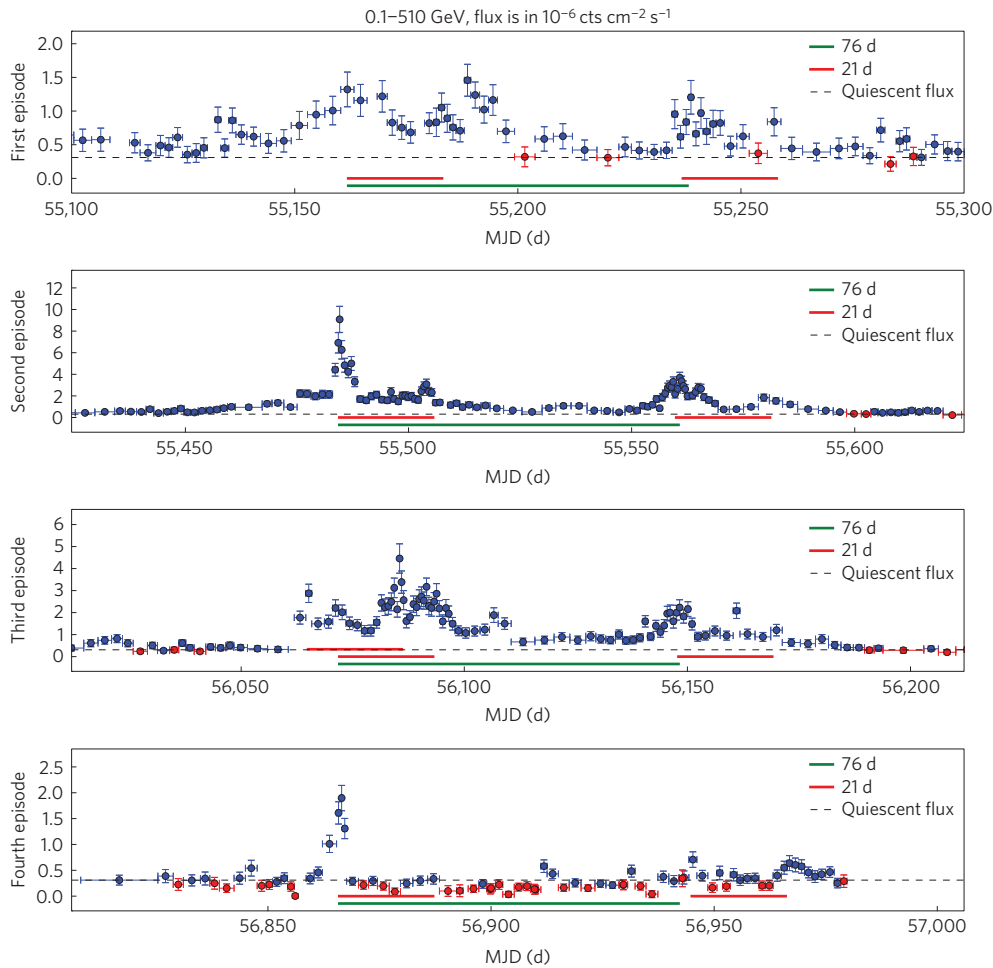 0.1–510 GeV, flux is in 10⁻⁶ cts cm⁻² s⁻¹
First episode
2.0
1.5
1.0
0.5
0.0
76 d
21 d
Quiescent flux
55,100
55,150
55,200
55,250
55,300
MJD (d)
Second episode
12
10
8
6
4
2
0
76 d
21 d
Quiescent flux
55,450
55,500
55,550
55,600
MJD (d)
Third episode
6
5
4
3
2
1
0
76 d
21 d
Quiescent flux
56,050
56,100
56,150
56,200
MJD (d)
Fourth episode
2.5
2.0
1.5
1.0
0.5
0.0
76 d
21 d
Quiescent flux
56,850
56,900
56,950
57,000
MJD (d)